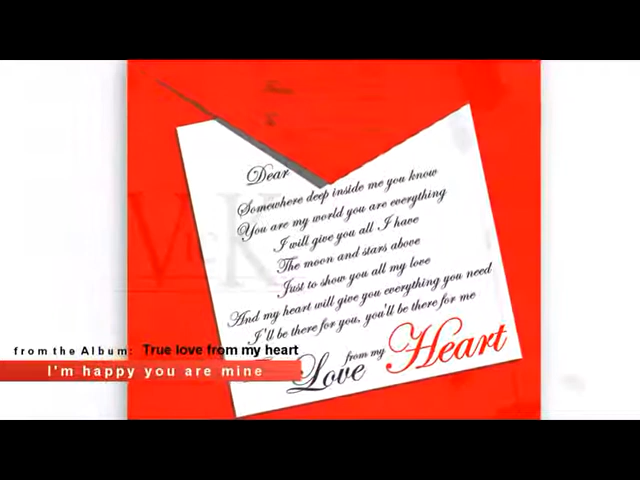 Dear
Somewhere deep inside me you know
You are my world you are everything
I will give you all I have
The moon and stars above
Just to show you all my love
And my heart will give you everything you need
I'll be there for you, you'll be there for me
Love from my Heart
from the Album: True love from my heart
I'm happy you are mine